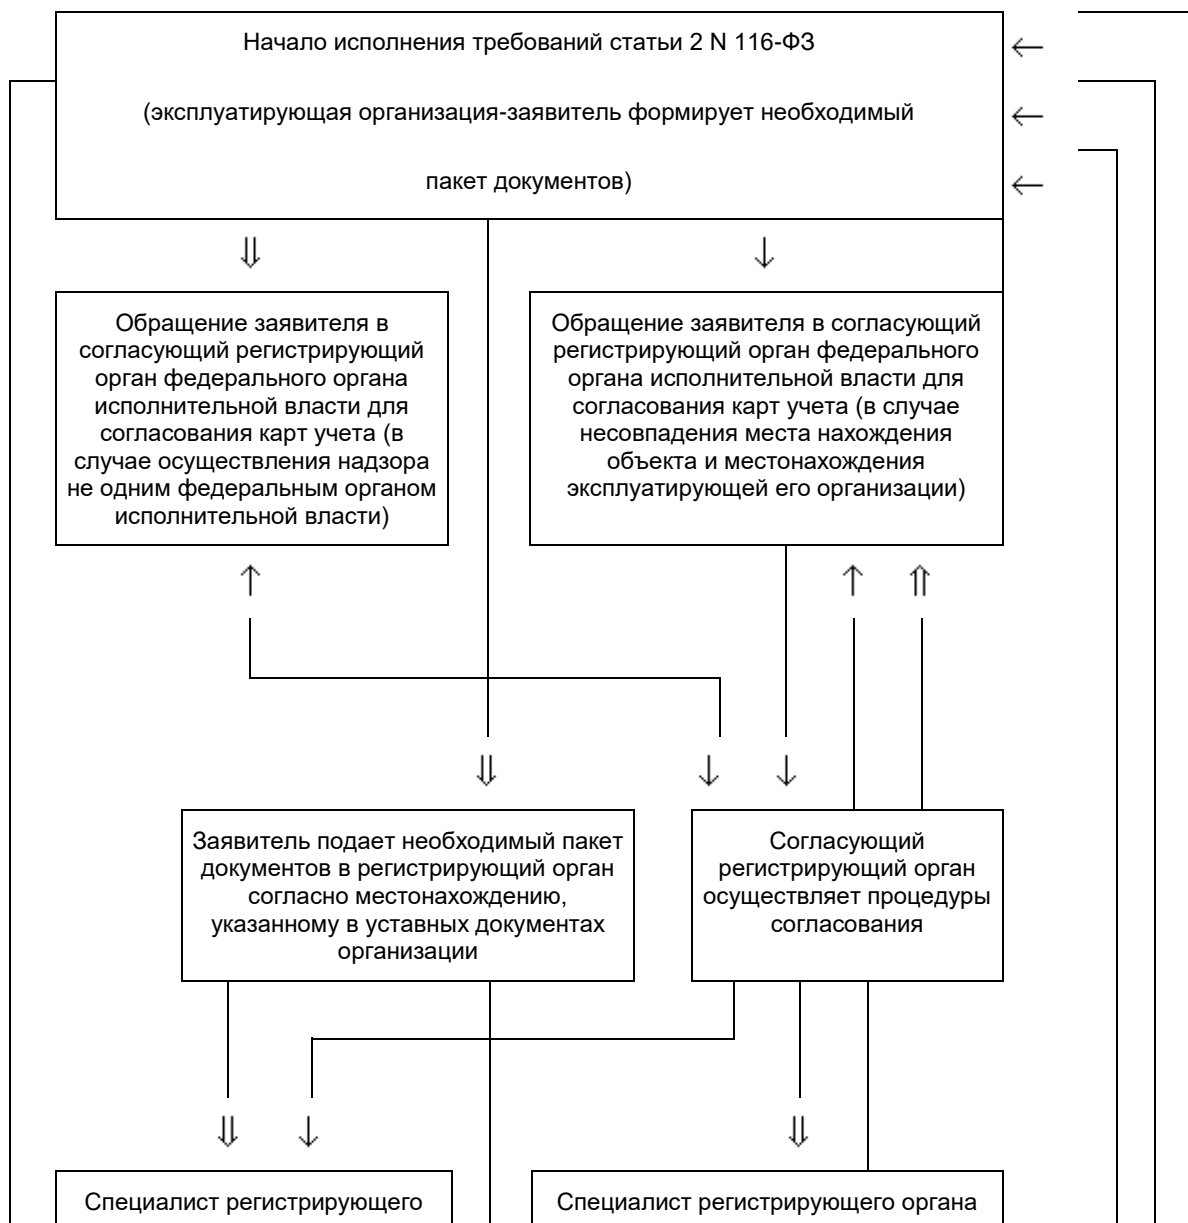 Начало исполнения требований статьи 2 N 116-ФЗ
(эксплуатирующая организация-заявитель формирует необходимый
пакет документов)
Обращение заявителя в
согласующий регистрирующий
орган федерального органа
исполнительной власти для
согласования карт учета (в
случае осуществления надзора
не одним федеральным органом
исполнительной власти)
Обращение заявителя в согласующий
регистрирующий орган федерального
органа исполнительной власти для
согласования карт учета (в случае
несовпадения места нахождения
объекта и местонахождения
эксплуатирующей его организации)
Заявитель подает необходимый пакет
документов в регистрирующий орган
согласно местонахождению,
указанному в уставных документах
организации
Согласующий
регистрирующий орган
осуществляет процедуры
согласования
Специалист регистрирующего
Специалист регистрирующего органа